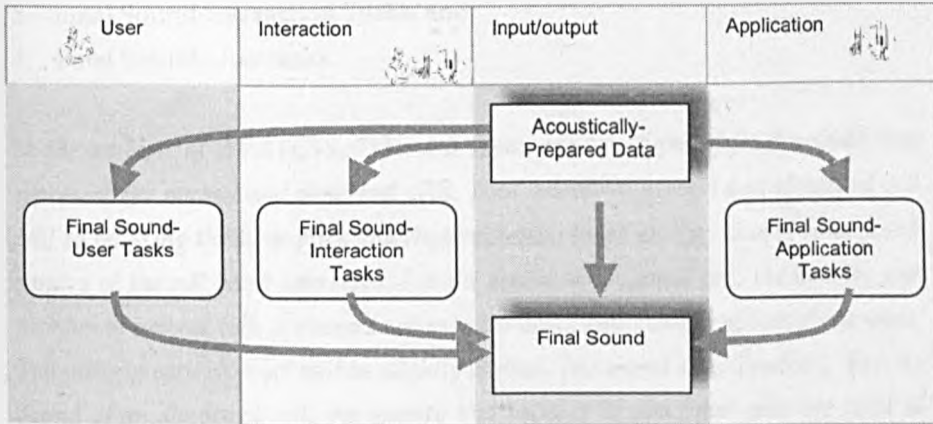 User
Interaction
Input/output
Application
Acoustically-
Prepared Data
Final Sound-
User Tasks
Final Sound-
Interaction
Tasks
Final Sound-
Application
Tasks
Final Sound